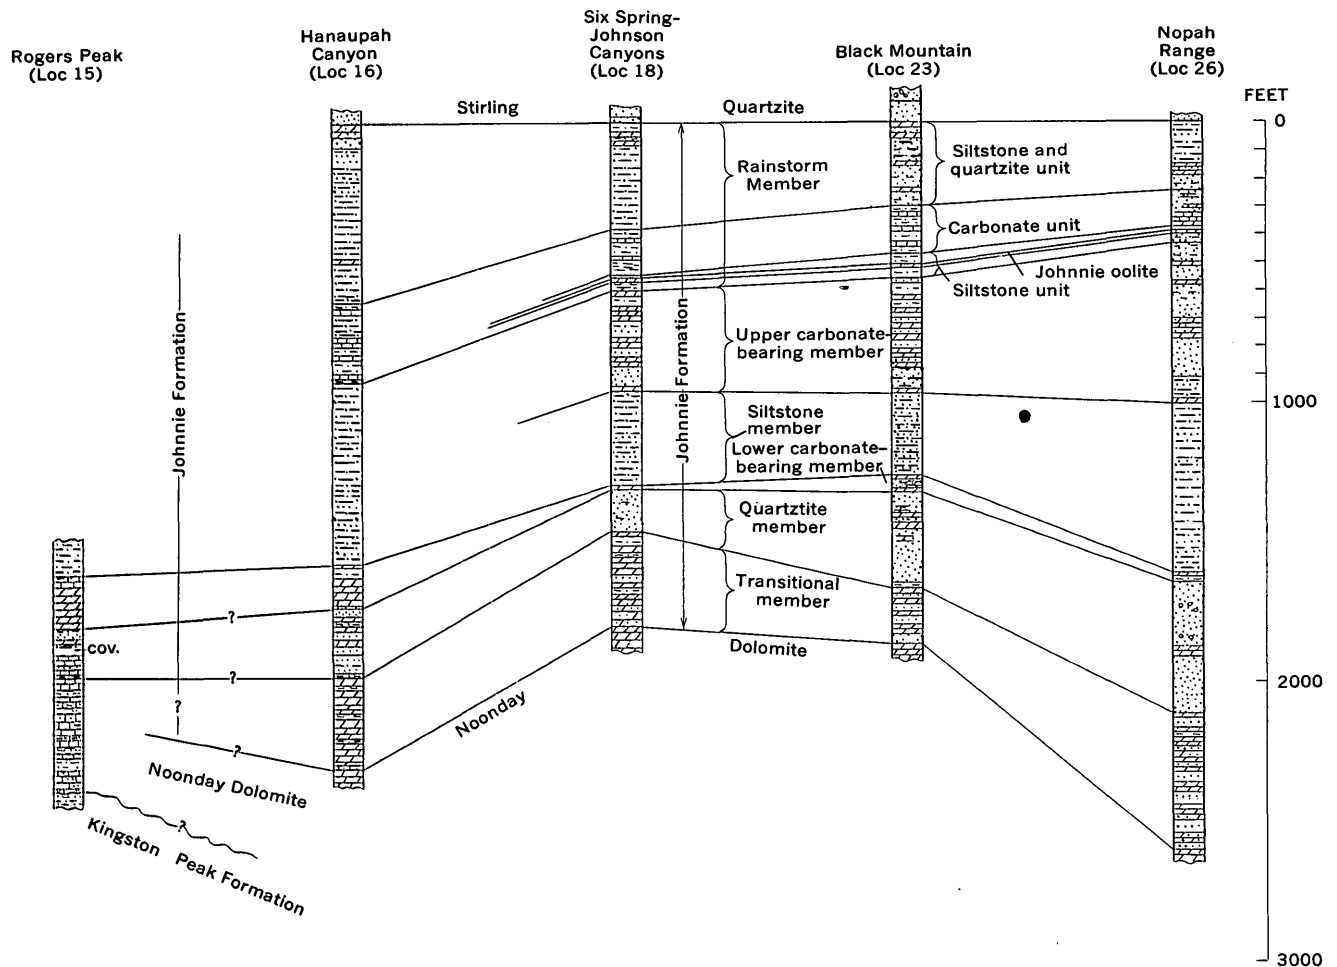 Rogers Peak
(Loc 15)
Hanaupah
Canyon
(Loc 16)
Six Spring-
Johnson
Canyons
(Loc 18)
Black Mountain
(Loc 23)
Nopah
Range
(Loc 26)
FEET
0
1000
2000
3000
Stirling
Quartzite
Rainstorm
Member
Siltstone and
quartzite unit
Carbonate unit
Johnnie oolite
Siltstone unit
Upper carbonate-
bearing member
Siltstone
member
Lower carbonate-
bearing member
Quartztite
member
Transitional
member
Dolomite
Noonday
Johnnie Formation
Johnnie Formation
?
cov.
?
?
?
Noonday Dolomite
?
Kingston Peak Formation